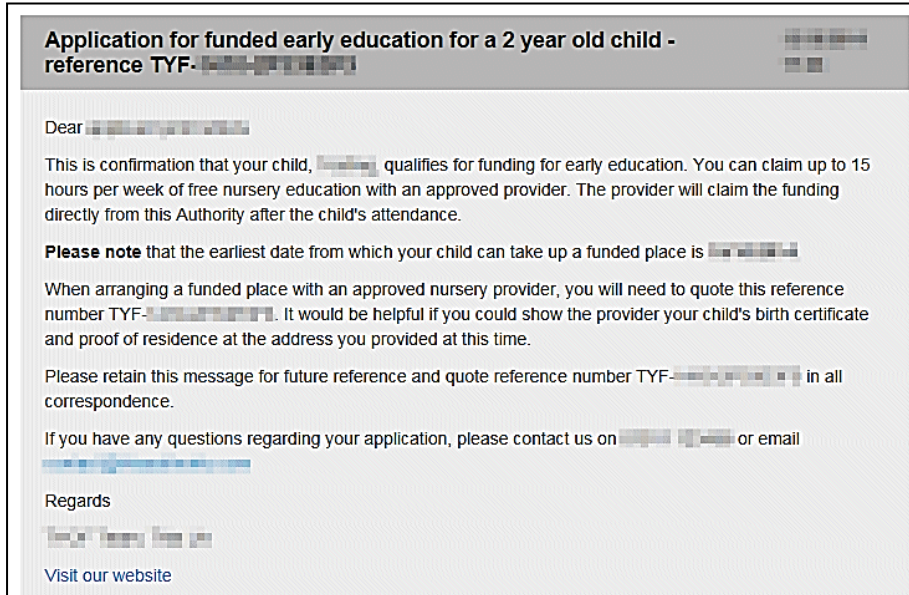 Application for funded early education for a 2 year old child -
reference TYF-
Dear
This is confirmation that your child, qualifies for funding for early education. You can claim up to 15
hours per week of free nursery education with an approved provider. The provider will claim the funding
directly from this Authority after the child's attendance.
Please note that the earliest date from which your child can take up a funded place is
When arranging a funded place with an approved nursery provider, you will need to quote this reference
number TYF- . It would be helpful if you could show the provider your child's birth certificate
and proof of residence at the address you provided at this time.
Please retain this message for future reference and quote reference number TYF- in all
correspondence.
If you have any questions regarding your application, please contact us on or email
Regards
Visit our website